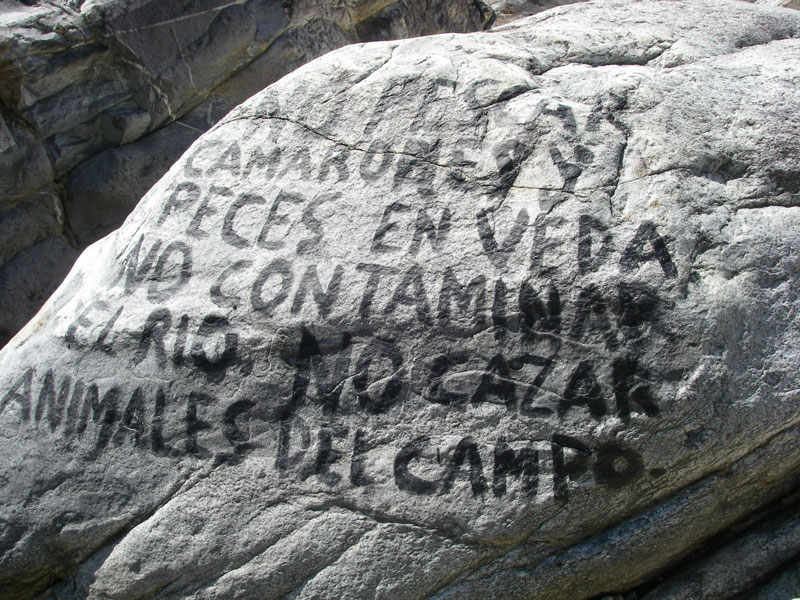 NO PESCAR
CAMARONES Y
PECES EN VEDA
NO CONTAMINAR
EL RIO. NO CAZAR
ANIMALES DEL CAMPO.